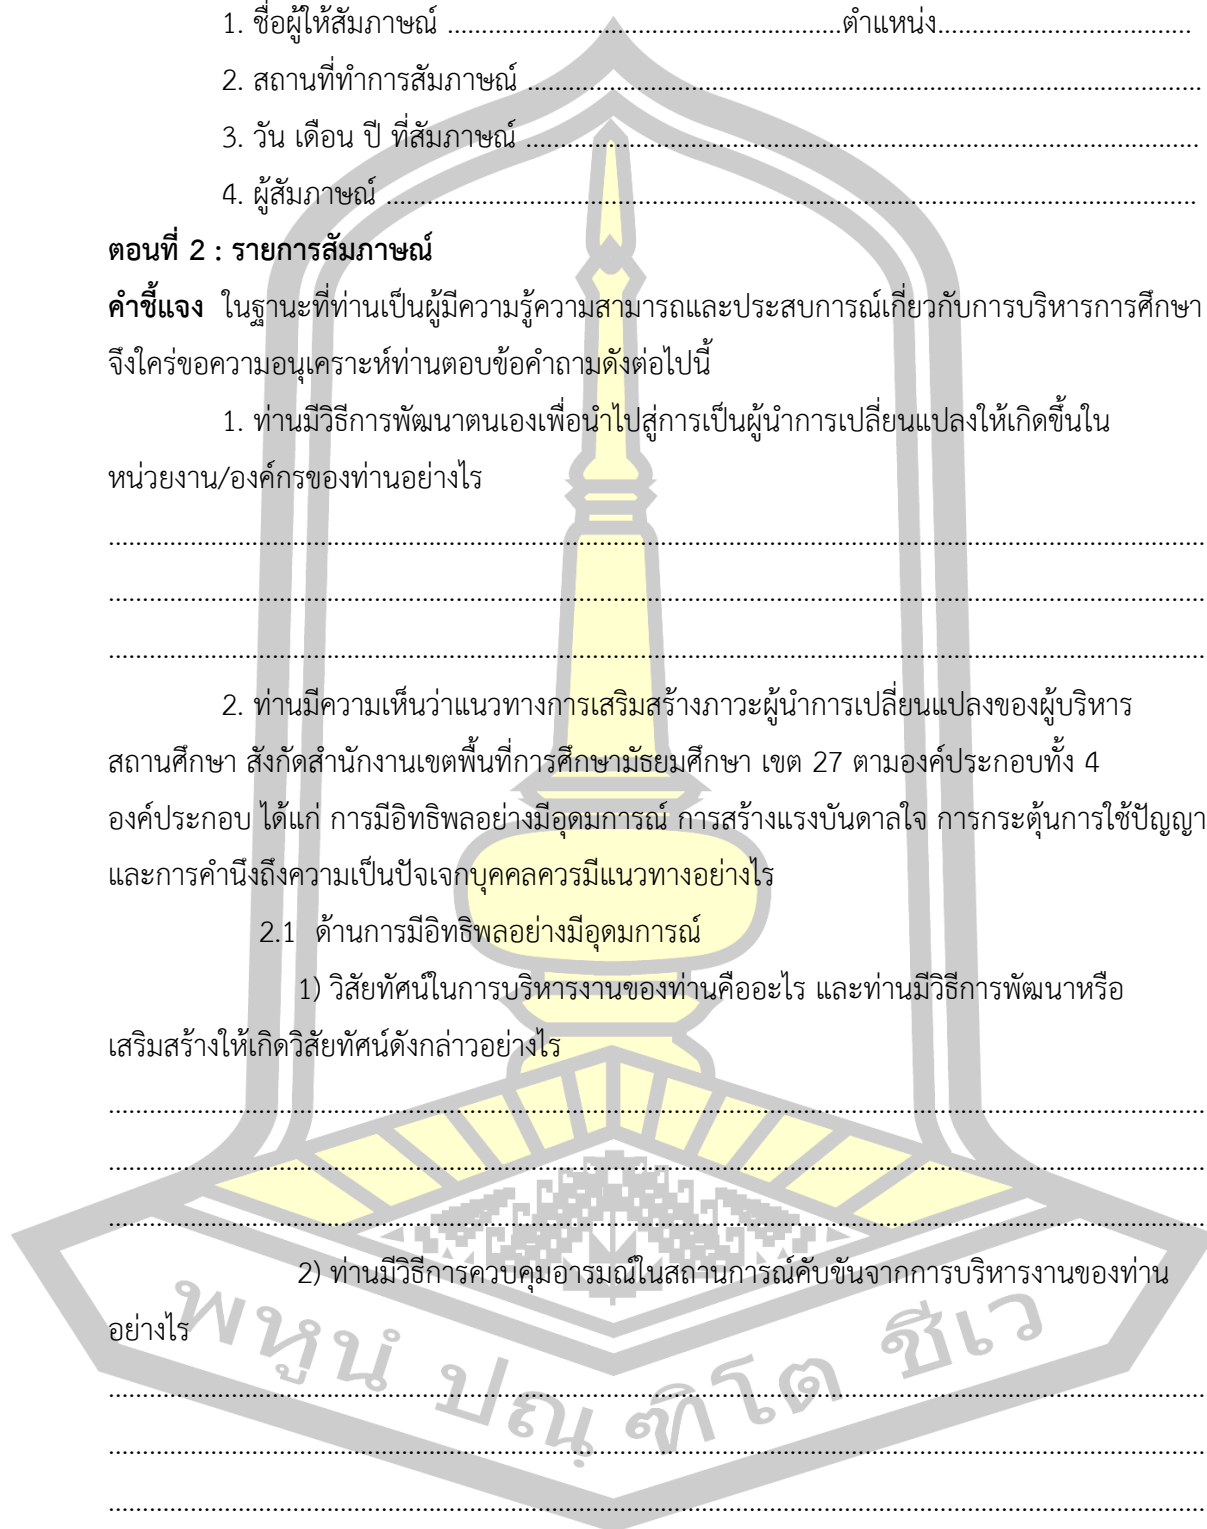 1. ชื่อผู้ให้สัมภาษณ์ ..........................................................ตำแหน่ง.....................................
2. สถานที่ทำการสัมภาษณ์ ...................................................................................................
3. วัน เดือน ปี ที่สัมภาษณ์ ...................................................................................................
4. ผู้สัมภาษณ์ .......................................................................................................................
ตอนที่ 2 : รายการสัมภาษณ์
คำชี้แจง ในฐานะที่ท่านเป็นผู้มีความรู้ความสามารถและประสบการณ์เกี่ยวกับการบริหารการศึกษา
จึงใคร่ขอความอนุเคราะห์ท่านตอบข้อคำถามดังต่อไปนี้
1. ท่านมีวิธีการพัฒนาตนเองเพื่อนำไปสู่การเป็นผู้นำการเปลี่ยนแปลงให้เกิดขึ้นใน
หน่วยงาน/องค์กรของท่านอย่างไร
................................................................................................................................................................
................................................................................................................................................................
................................................................................................................................................................
2. ท่านมีความเห็นว่าแนวทางการเสริมสร้างภาวะผู้นำการเปลี่ยนแปลงของผู้บริหาร
สถานศึกษา สังกัดสำนักงานเขตพื้นที่การศึกษามัธยมศึกษา เขต 27 ตามองค์ประกอบทั้ง 4
องค์ประกอบ ได้แก่ การมีอิทธิพลอย่างมีอุดมการณ์ การสร้างแรงบันดาลใจ การกระตุ้นการใช้ปัญญา
และการคำนึงถึงความเป็นปัจเจกบุคคลควรมีแนวทางอย่างไร
2.1 ด้านการมีอิทธิพลอย่างมีอุดมการณ์
1) วิสัยทัศน์ในการบริหารงานของท่านคืออะไร และท่านมีวิธีการพัฒนาหรือ
เสริมสร้างให้เกิดวิสัยทัศน์ดังกล่าวอย่างไร
................................................................................................................................................................
................................................................................................................................................................
................................................................................................................................................................
2) ท่านมีวิธีการควบคุมอารมณ์ในสถานการณ์คับขันจากการบริหารงานของท่าน
อย่างไร
................................................................................................................................................................
................................................................................................................................................................
................................................................................................................................................................
พหูนํ ปณฺฑิโต ชีเว